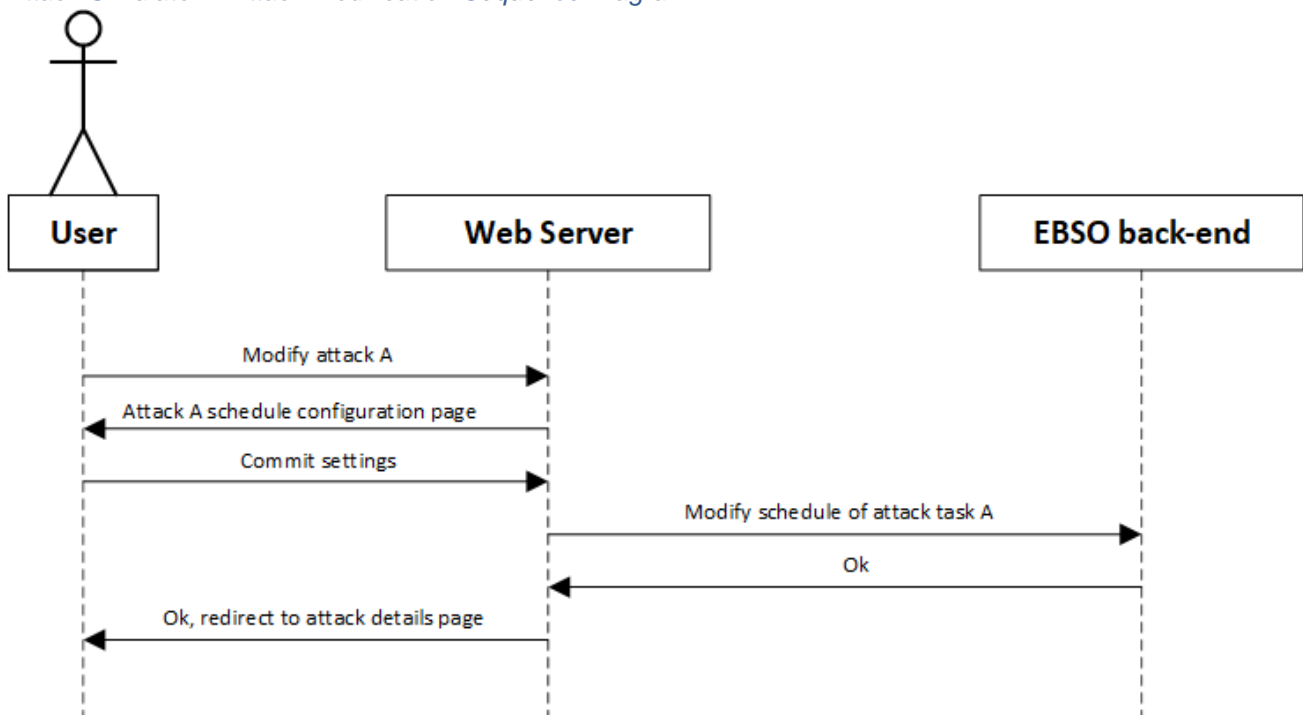 User
Web Server
EBSO back-end
Modify attack A
Attack A schedule configuration page
Commit settings
Modify schedule of attack task A
Ok
Ok, redirect to attack details page